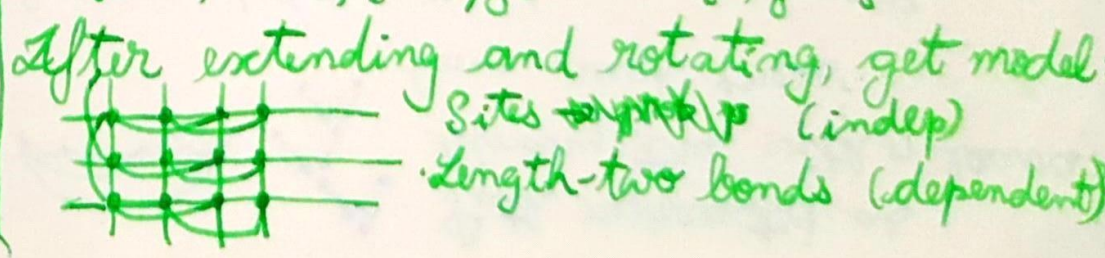 After extending and rotating, get model
Sites (indep)
Length-two bonds (dependent)